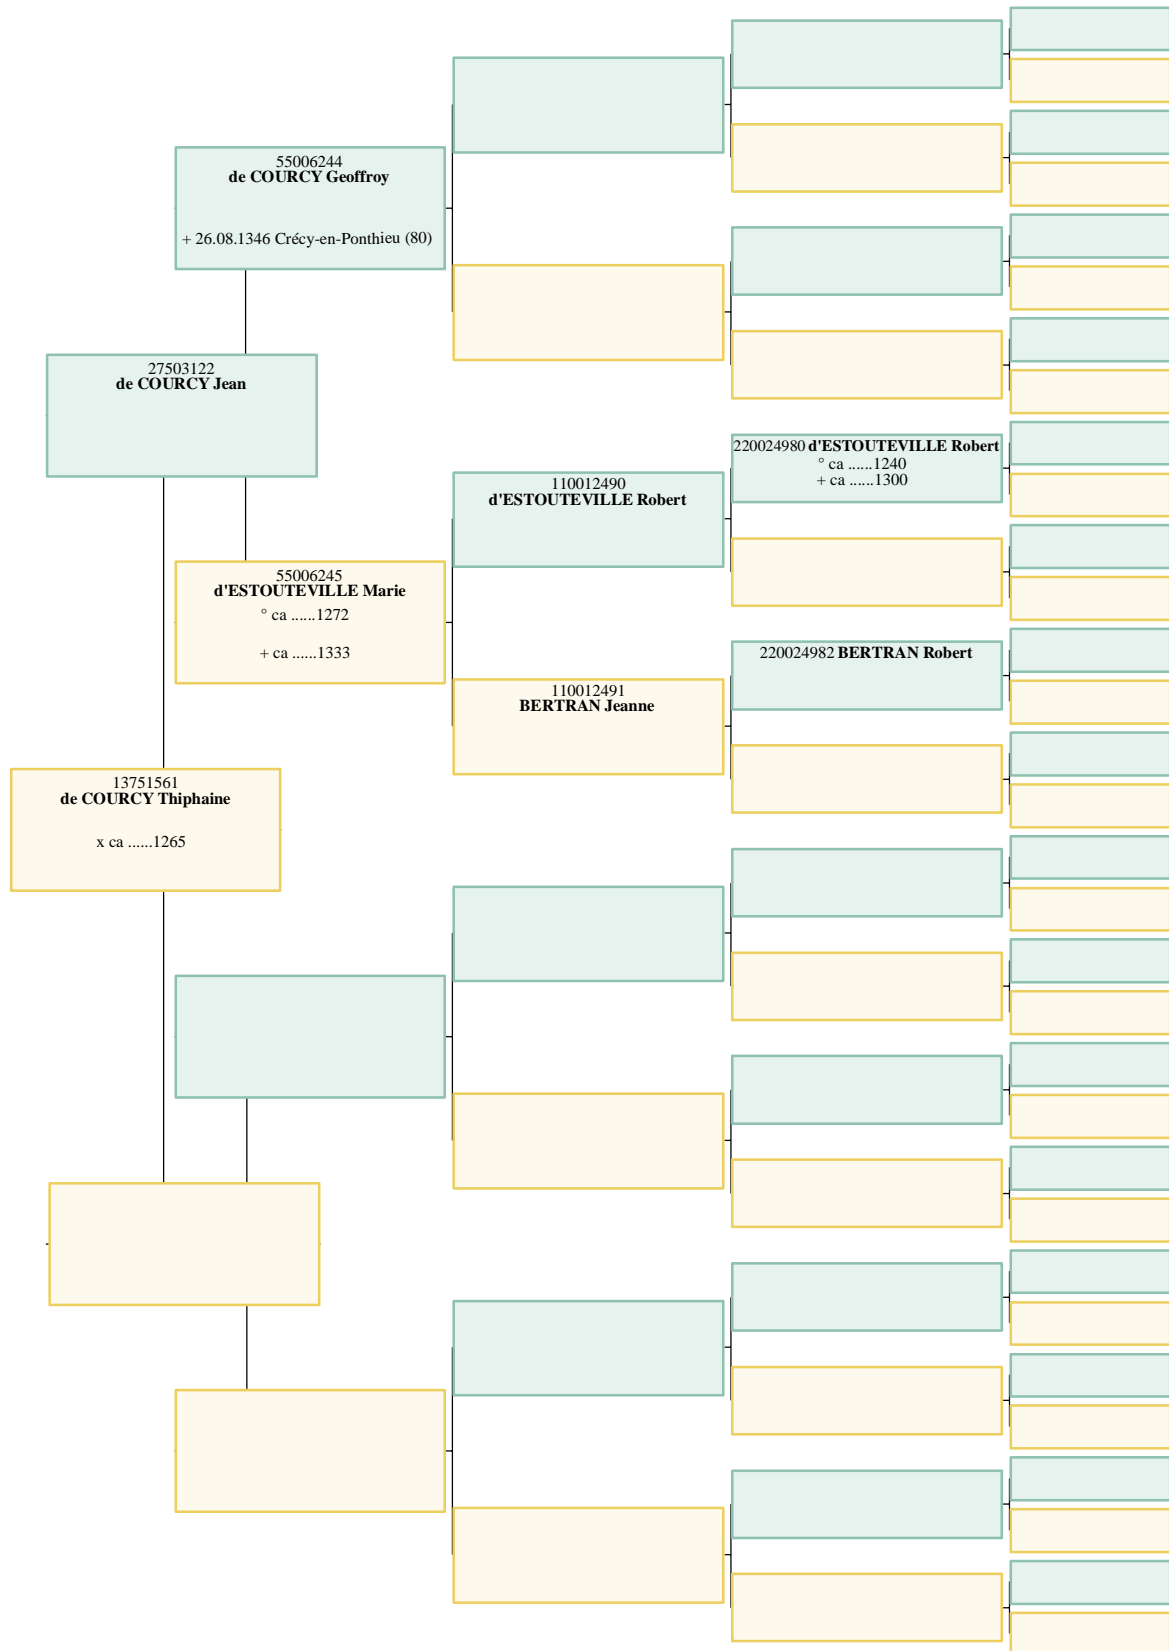 55006244
de COURCY Geoffroy
+ 26.08.1346 Crécy-en-Ponthieu (80)
27503122
de COURCY Jean
220024980 d'ESTOUTEVILLE Robert
° ca ......1240
+ ca ......1300
110012490
d'ESTOUTEVILLE Robert
55006245
d'ESTOUTEVILLE Marie
° ca ......1272
+ ca ......1333
220024982 BERTRAN Robert
110012491
BERTRAN Jeanne
13751561
de COURCY Thiphaine
x ca ......1265